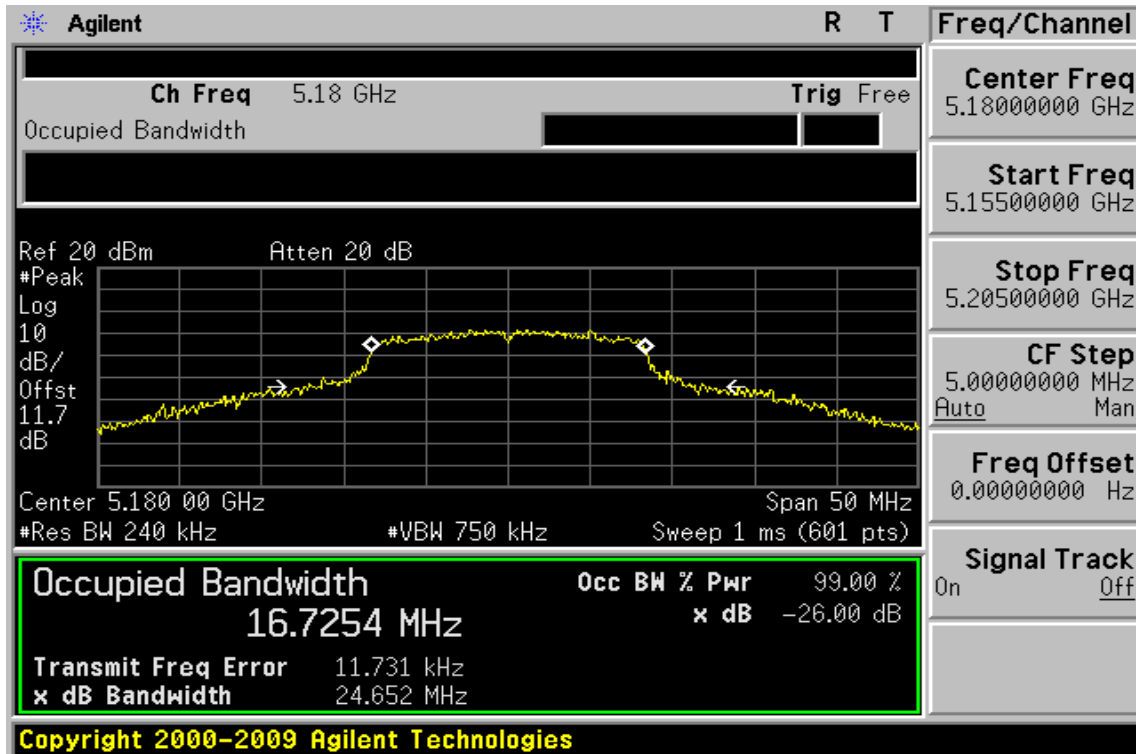 Agilent R T
Ch Freq 5.18 GHz Trig Free
Occupied Bandwidth
Ref 20 dBm Atten 20 dB
#Peak
Log
10
dB/
Offst
11.7
dB
Center 5.180 00 GHz Span 50 MHz
#Res BW 240 kHz #VBW 750 kHz Sweep 1 ms (601 pts)
Occupied Bandwidth Occ BW % Pwr 99.00 %
16.7254 MHz x dB -26.00 dB
Transmit Freq Error 11.731 kHz
x dB Bandwidth 24.652 MHz
Copyright 2000-2009 Agilent Technologies
Freq/Channel
Center Freq
5.18000000 GHz
Start Freq
5.15500000 GHz
Stop Freq
5.20500000 GHz
CF Step
5.00000000 MHz
Auto Man
Freq Offset
0.00000000 Hz
Signal Track
On Off